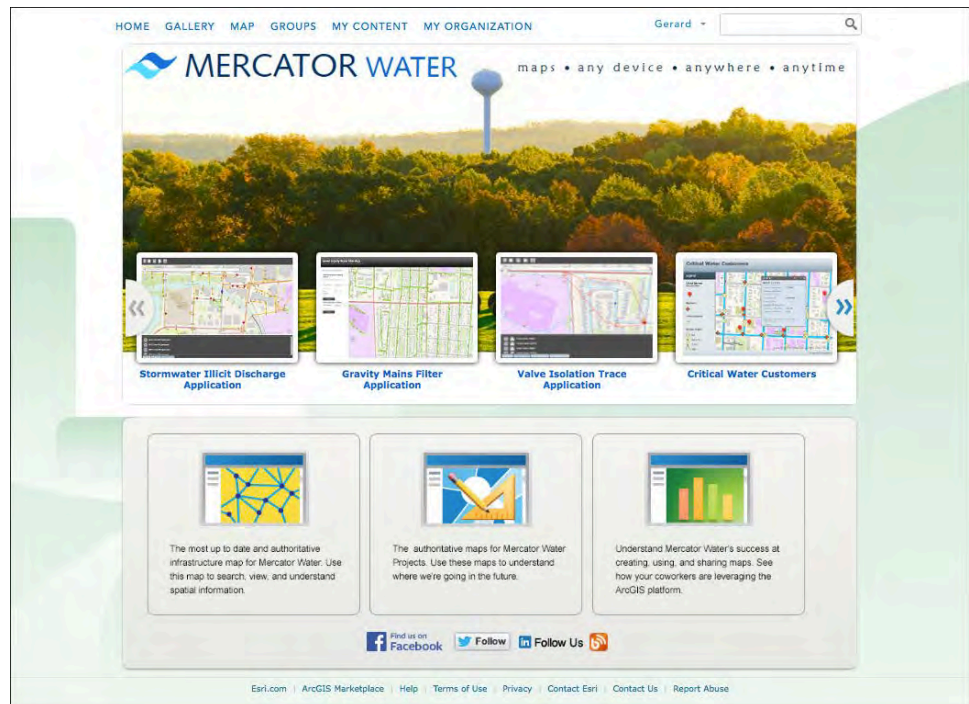 HOME GALLERY MAP GROUPS MY CONTENT MY ORGANIZATION Gerard
MERCATOR WATER
maps • any device • anywhere • anytime
Critical Water Customers
Stormwater Illicit Discharge
Application
Gravity Mains Filter
Application
Valve Isolation Trace
Application
Critical Water Customers
The most up to date and authoritative
infrastructure map for Mercator Water. Use
this map to search, view, and understand
spatial information.
The authoritative maps for Mercator Water
Projects. Use these maps to understand
where we're going in the future.
Understand Mercator Water's success at
creating, using, and sharing maps. See
how your coworkers are leveraging the
ArcGIS platform.
Find us on
Facebook
Follow
in Follow Us
Esri.com | ArcGIS Marketplace | Help | Terms of Use | Privacy | Contact Esri | Contact Us | Report Abuse